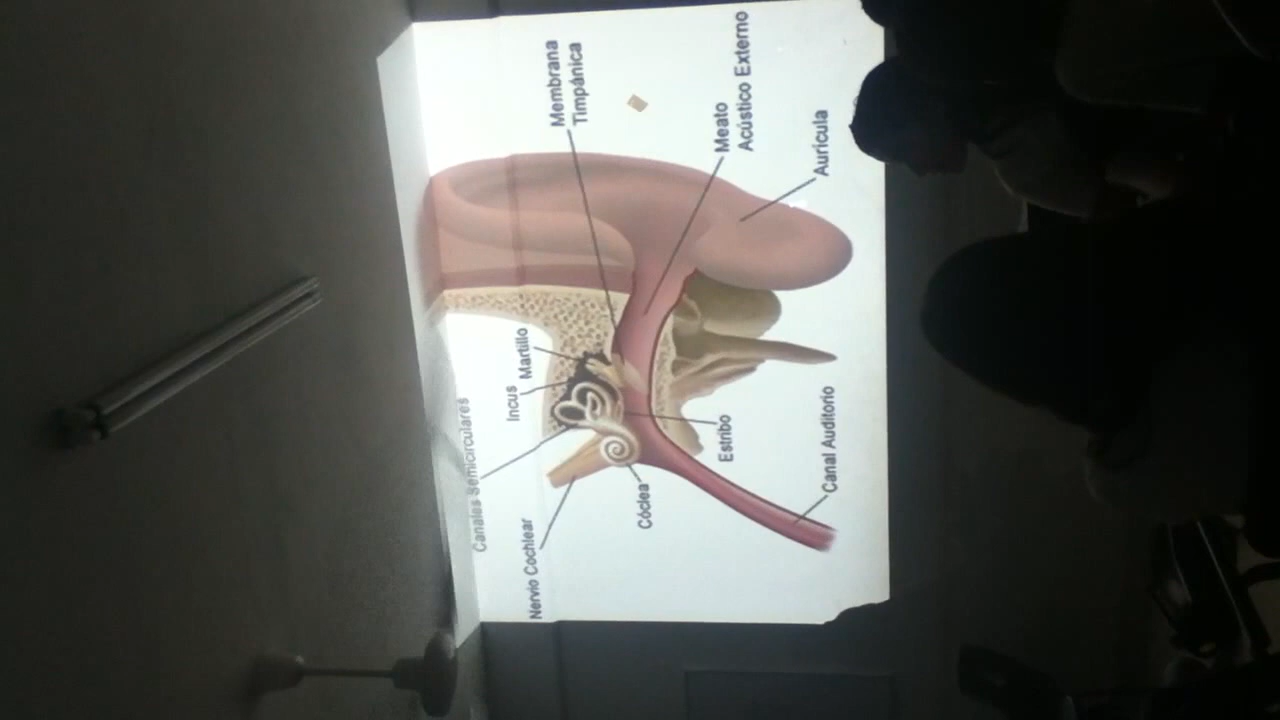 Canales Semicirculares
Nervio Cochlear
Incus
Martillo
Membrana
Timpánica
Cóclea
Estribo
Meato
Acústico Externo
Canal Auditorio
Aurícula